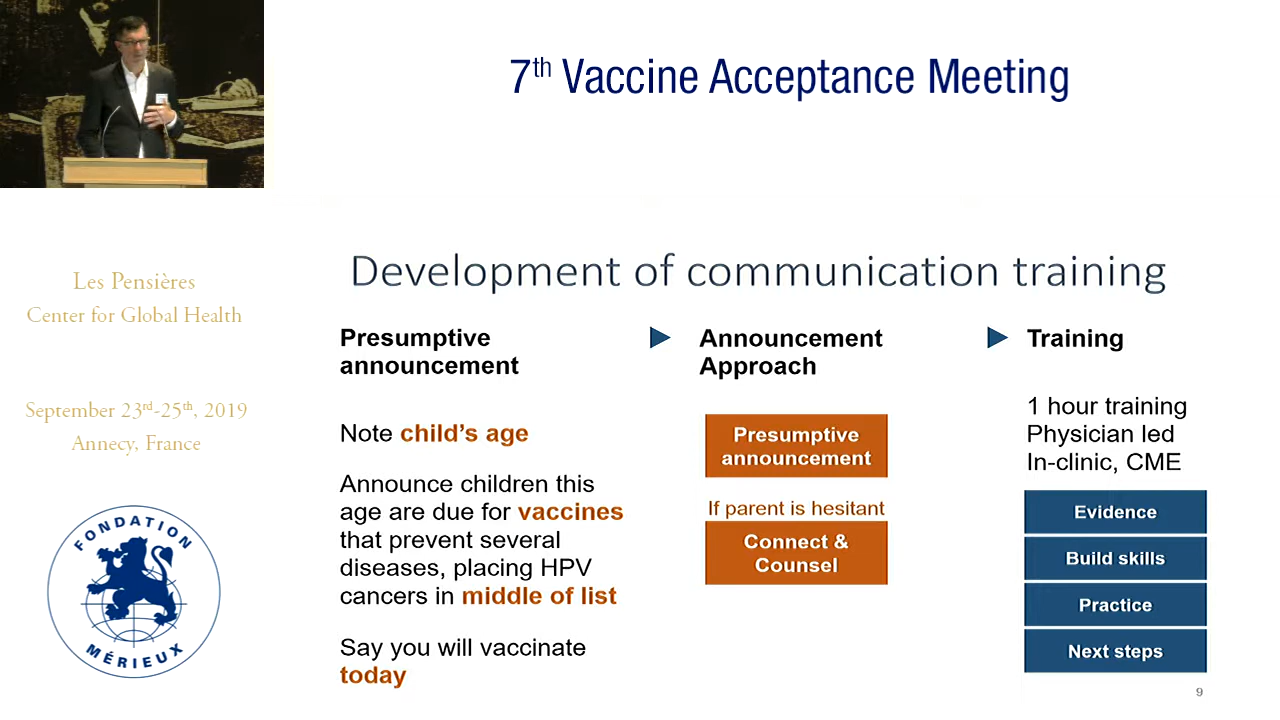 7th Vaccine Acceptance Meeting
Les Pensières
Center for Global Health
September 23rd-25th, 2019
Annecy, France
FONDATION
MÉRIEUX
Development of communication training
Presumptive
announcement
Note child's age
Announce children this
age are due for vaccines
that prevent several
diseases, placing HPV
cancers in middle of list
Say you will vaccinate
today
Announcement
Approach
Presumptive
announcement
If parent is hesitant
Connect &
Counsel
Training
1 hour training
Physician led
In-clinic, CME
Evidence
Build skills
Practice
Next steps
9